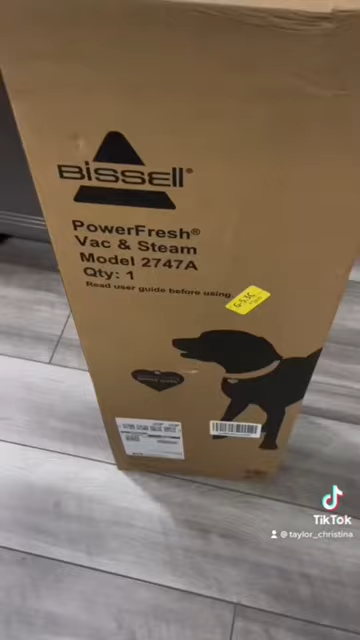 BISSELL®
PowerFresh®
Vac & Steam
Model 2747A
Qty: 1
Read user guide before using.
TikTok
@taylor_christina